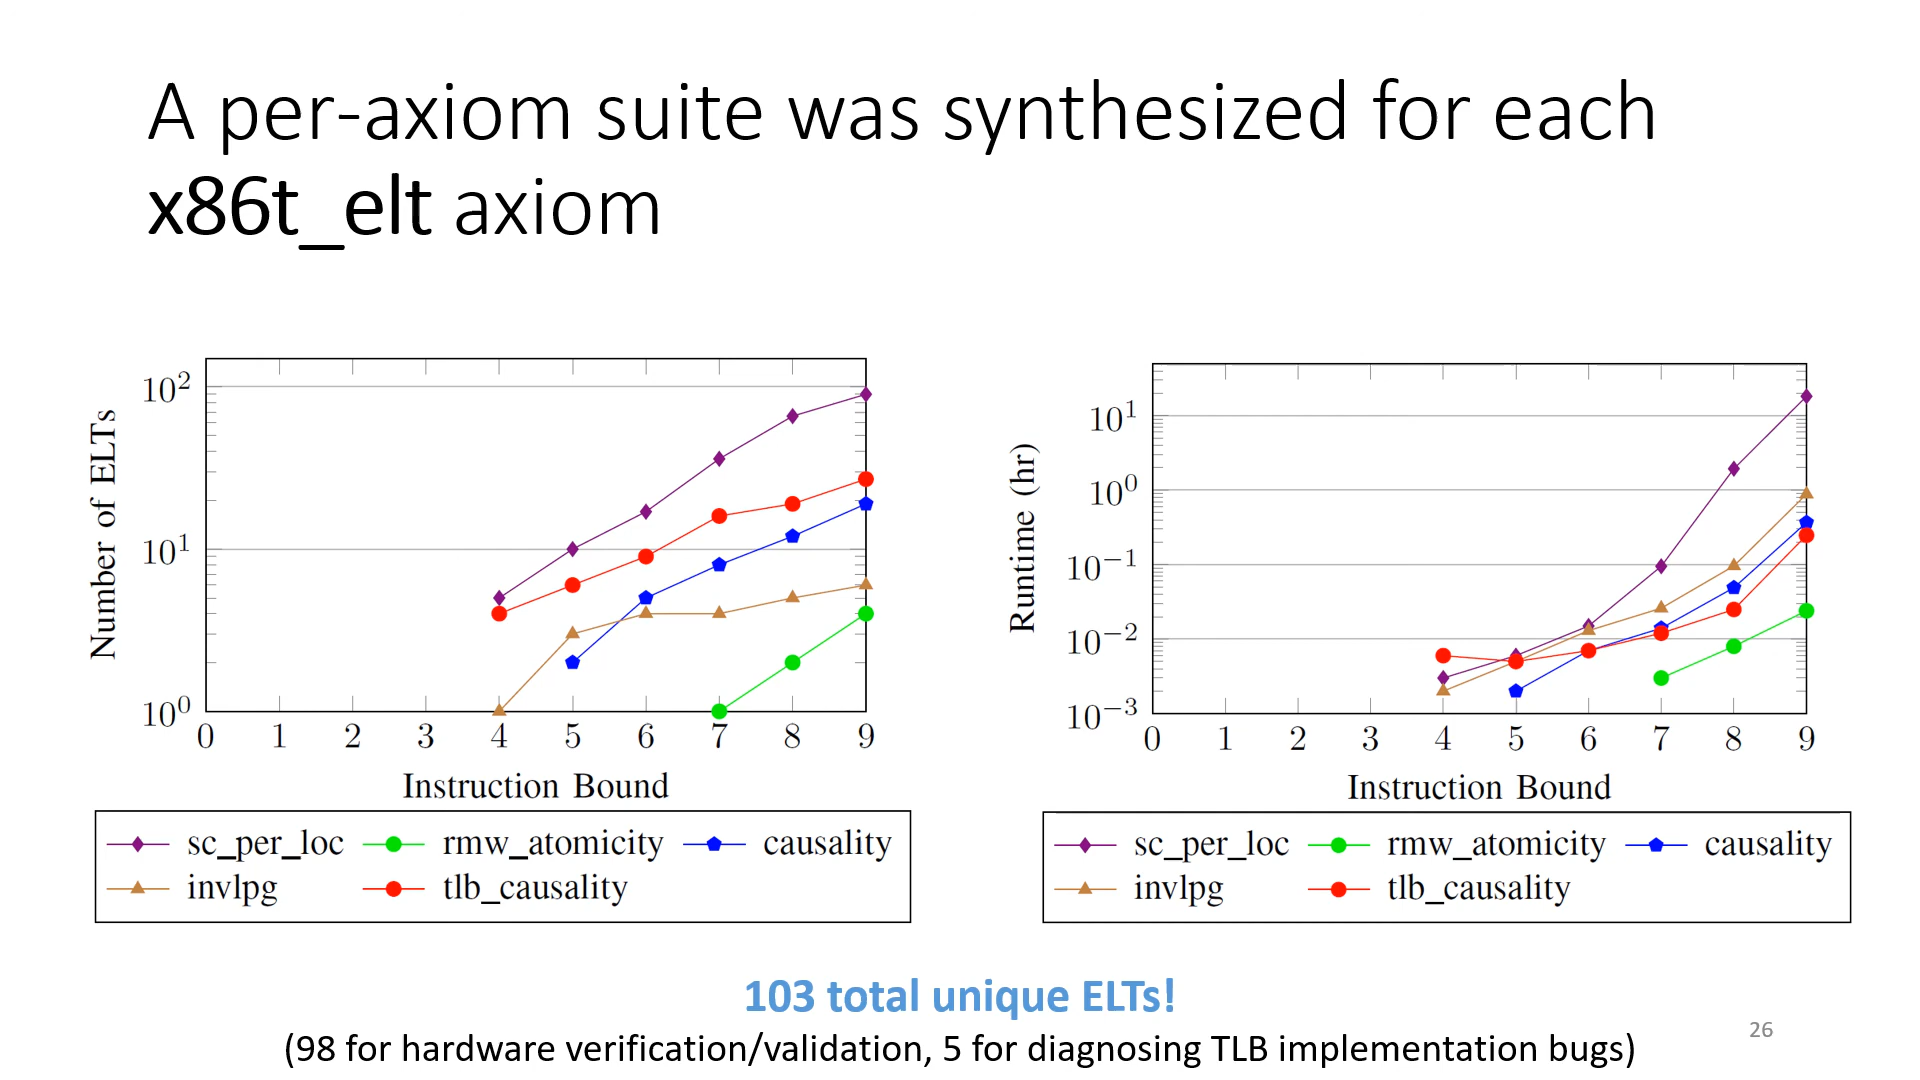 A per-axiom suite was synthesized for each
x86t_elt axiom
Number of ELTs
10²
10¹
10⁰
0 1 2 3 4 5 6 7 8 9
Instruction Bound
sc_per_loc rmw_atomicity causality
invlpg tlb_causality
Runtime (hr)
10¹
10⁰
10⁻¹
10⁻²
10⁻³
0 1 2 3 4 5 6 7 8 9
Instruction Bound
sc_per_loc rmw_atomicity causality
invlpg tlb_causality
103 total unique ELTs!
(98 for hardware verification/validation, 5 for diagnosing TLB implementation bugs)
26